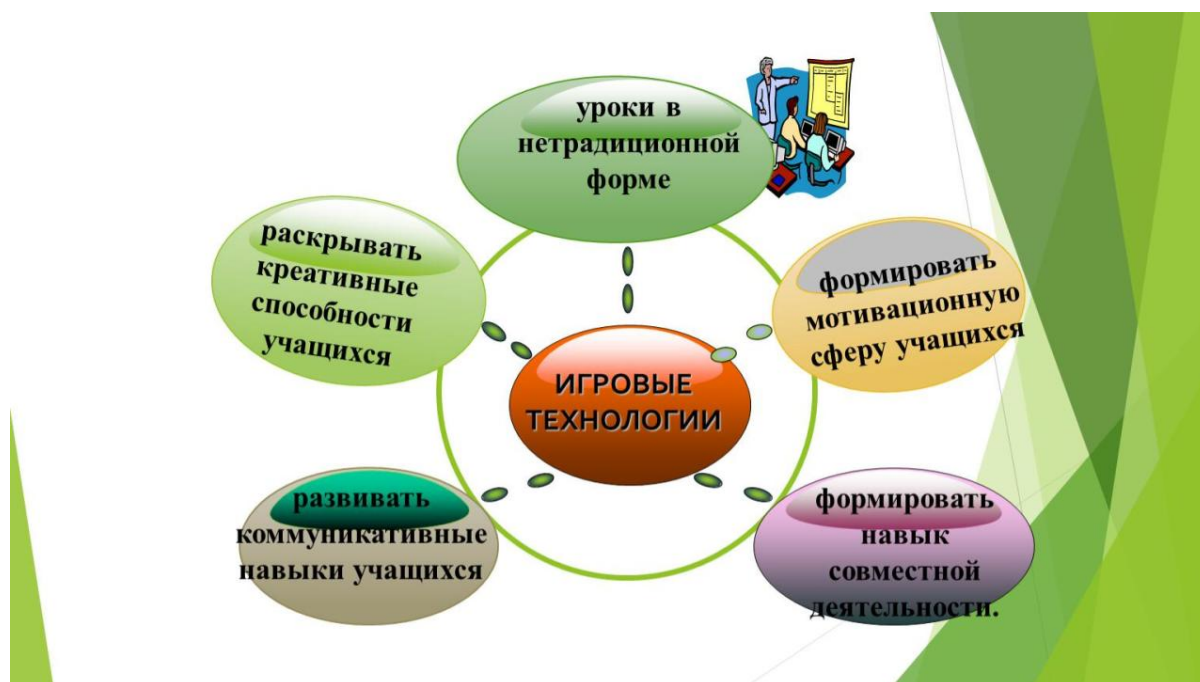 уроки в
нетрадиционной
форме
раскрывать
креативные
способности
учащихся
формировать
мотивационную
сферу учащихся
ИГРОВЫЕ
ТЕХНОЛОГИИ
развивать
коммуникативные
навыки учащихся
формировать
навык
совместной
деятельности.